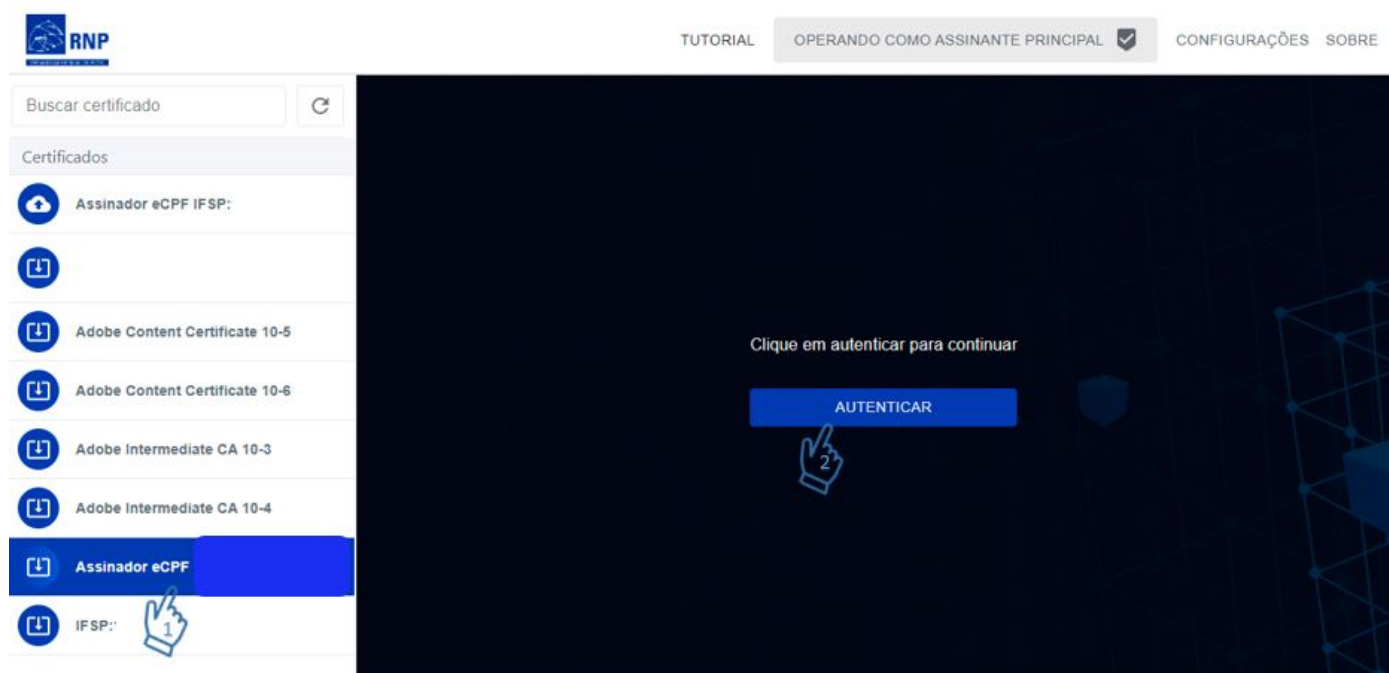 RNP
TUTORIAL
OPERANDO COMO ASSINANTE PRINCIPAL
CONFIGURAÇÕES
SOBRE
Buscar certificado
Certificados
Assinador eCPF IFSP:
Adobe Content Certificate 10-5
Adobe Content Certificate 10-6
Adobe Intermediate CA 10-3
Adobe Intermediate CA 10-4
Assinador eCPF
1
IFSP:
Clique em autenticar para continuar
AUTENTICAR
2